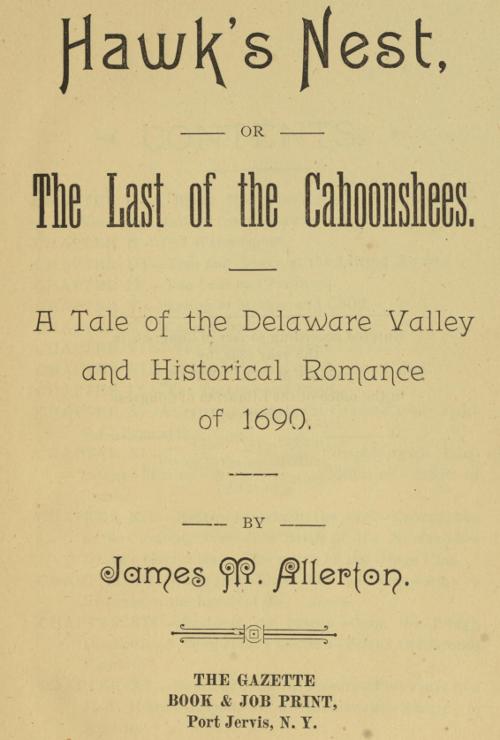 Hawk's Nest,
OR
The Last of the Cahoonshees.
A Tale of the Delaware Valley
and Historical Romance
of 1690.
BY
James M. Allerton.
THE GAZETTE
BOOK & JOB PRINT,
Port Jervis, N. Y.